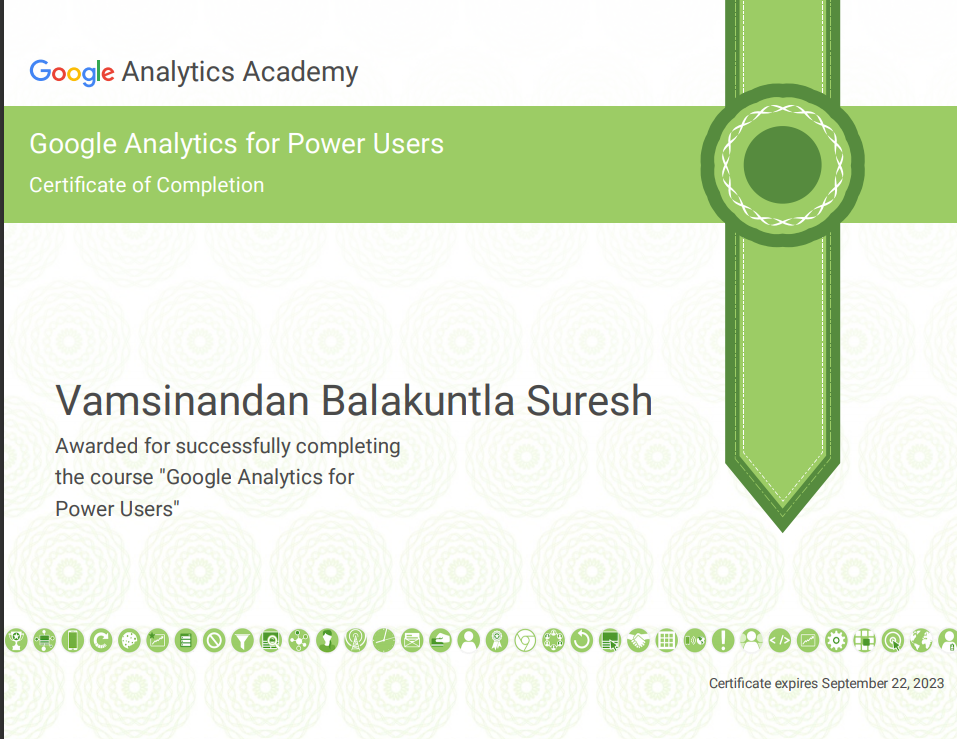 Google Analytics Academy
Google Analytics for Power Users
Certificate of Completion
Vamsinandan Balakuntla Suresh
Awarded for successfully completing
the course "Google Analytics for
Power Users"
Certificate expires September 22, 2023